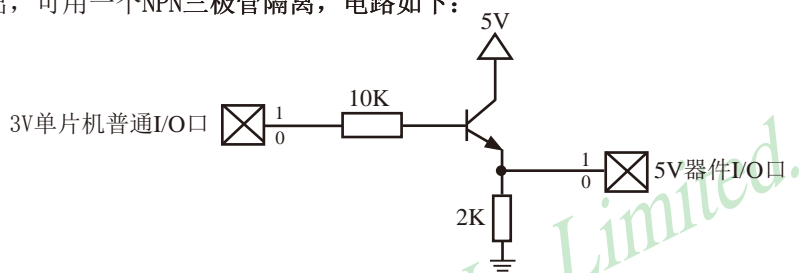 出，可用一个NPN三极管隔离，电路如下：
5V
10K
3V单片机普通I/O口
1
0
1
0
5V器件I/O口
2K
Limited.